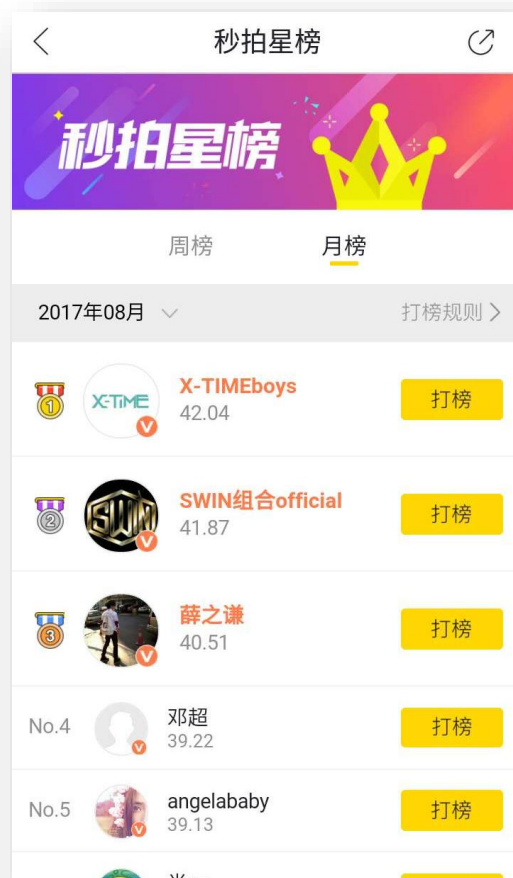 秒拍星榜
秒拍星榜
周榜 月榜
2017年08月 打榜规则
1 X-TIME X-TIMEboys 打榜
42.04
2 SWIN SWIN组合official 打榜
41.87
3 薛之谦 打榜
40.51
No.4 邓超 打榜
39.22
No.5 angelababy 打榜
39.13